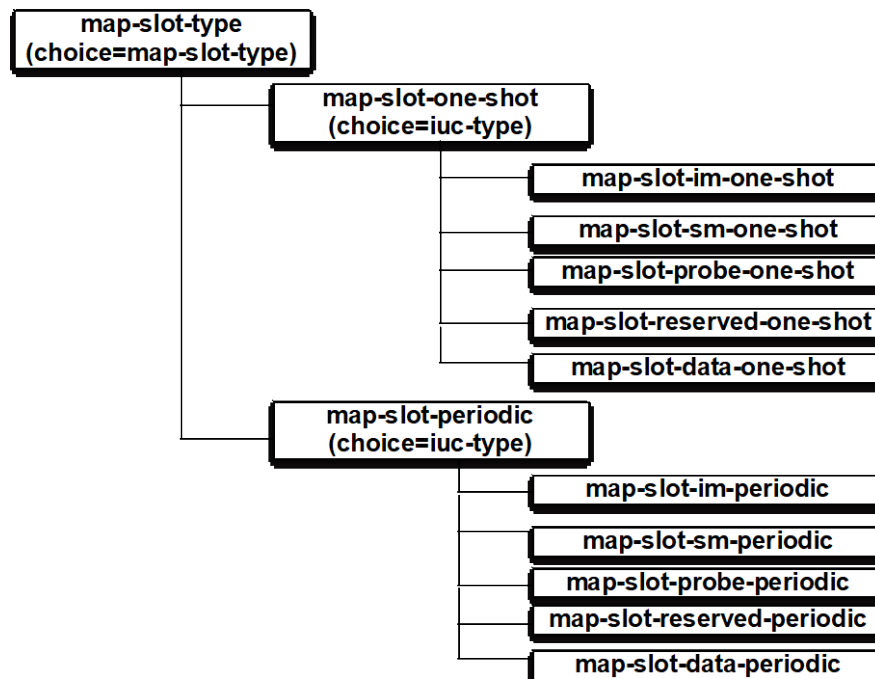 map-slot-type
(choice=map-slot-type)
map-slot-one-shot
(choice=iuc-type)
map-slot-im-one-shot
map-slot-sm-one-shot
map-slot-probe-one-shot
map-slot-reserved-one-shot
map-slot-data-one-shot
map-slot-periodic
(choice=iuc-type)
map-slot-im-periodic
map-slot-sm-periodic
map-slot-probe-periodic
map-slot-reserved-periodic
map-slot-data-periodic